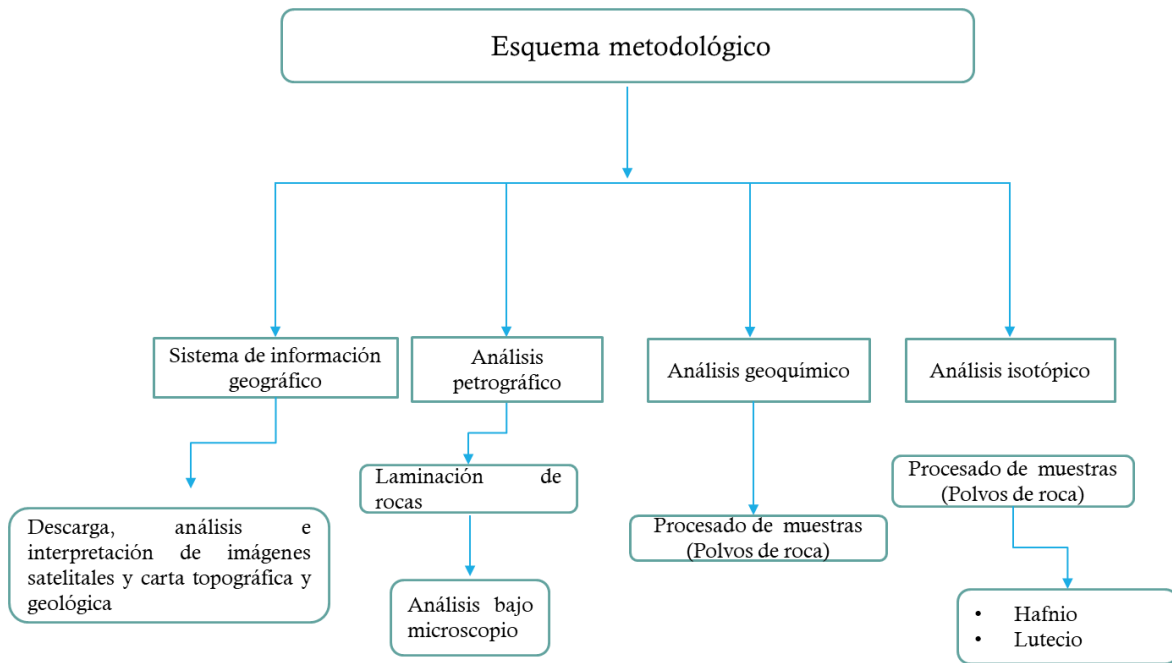 Esquema metodológico
Sistema de información
geográfico
Análisis
petrográfico
Análisis geoquímico
Análisis isotópico
Descarga, análisis e
interpretación de imágenes
satelitales y carta topográfica y
geológica
Laminación de
rocas
Análisis bajo
microscopio
Procesado de muestras
(Polvos de roca)
Procesado de muestras
(Polvos de roca)
• Hafnio
• Lutecio